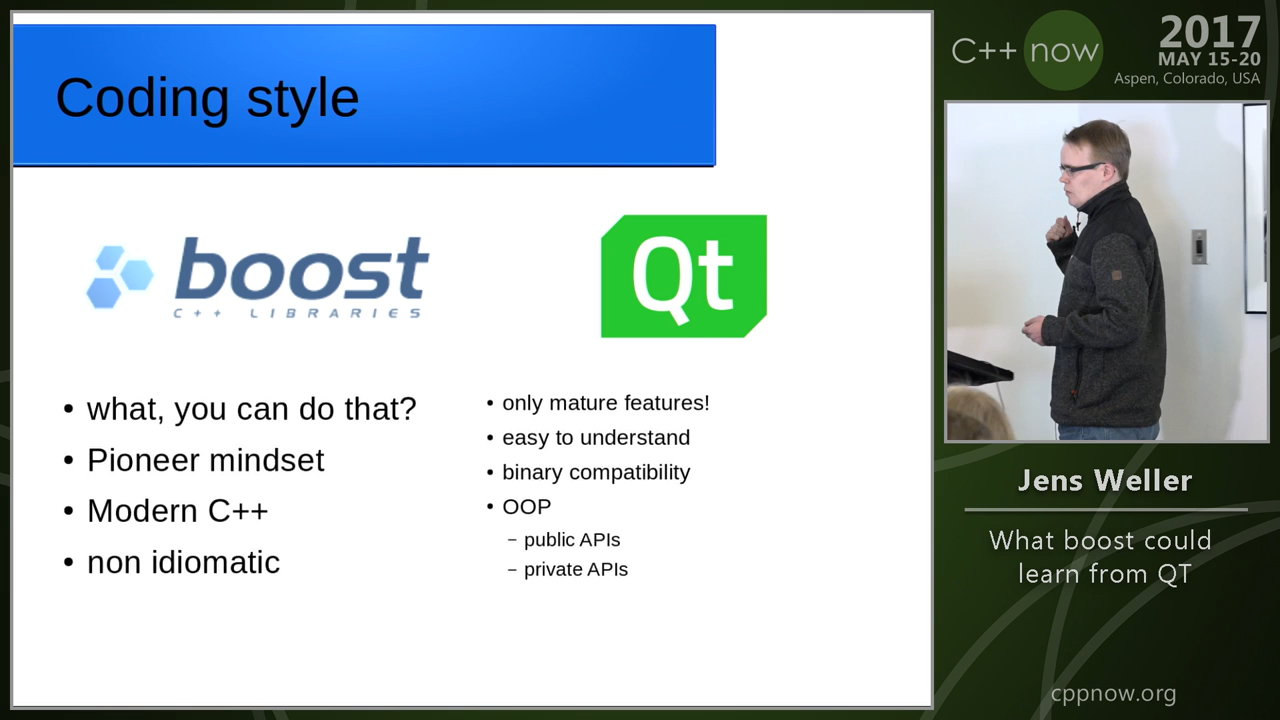 Coding style
boost
C++ LIBRARIES
Qt
• what, you can do that?
• Pioneer mindset
• Modern C++
• non idiomatic
• only mature features!
• easy to understand
• binary compatibility
• OOP
– public APIs
– private APIs
C++ now
2017
MAY 15-20
Aspen, Colorado, USA
Jens Weller
What boost could
learn from QT
cppnow.org